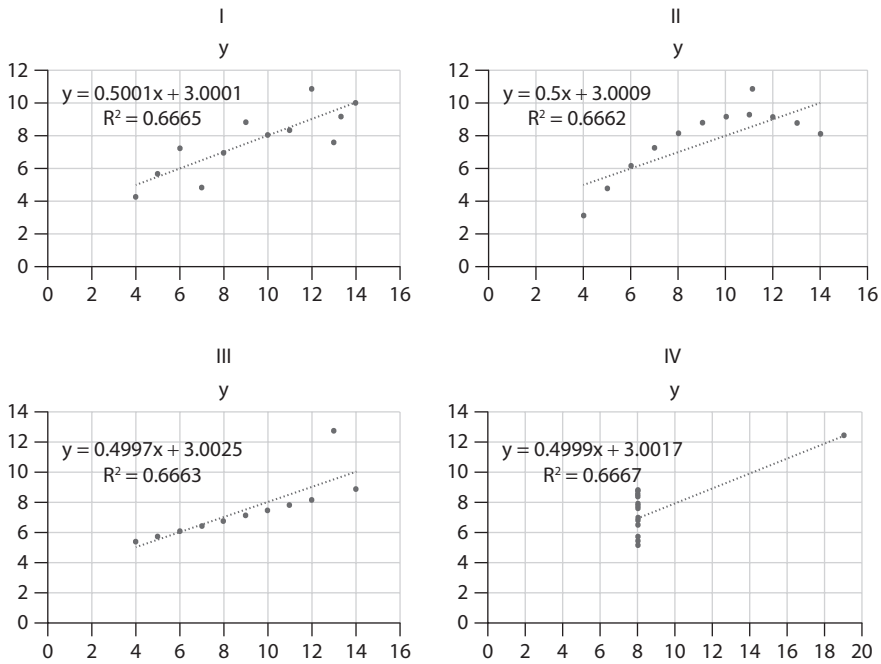 I
y
12
10
8
6
4
2
0
y = 0.5001x + 3.0001
R² = 0.6665
0 2 4 6 8 10 12 14 16
II
y
12
10
8
6
4
2
0
y = 0.5x + 3.0009
R² = 0.6662
0 2 4 6 8 10 12 14 16
III
y
14
12
10
8
6
4
2
0
y = 0.4997x + 3.0025
R² = 0.6663
0 2 4 6 8 10 12 14 16
IV
y
14
12
10
8
6
4
2
0
y = 0.4999x + 3.0017
R² = 0.6667
0 2 4 6 8 10 12 14 16 18 20